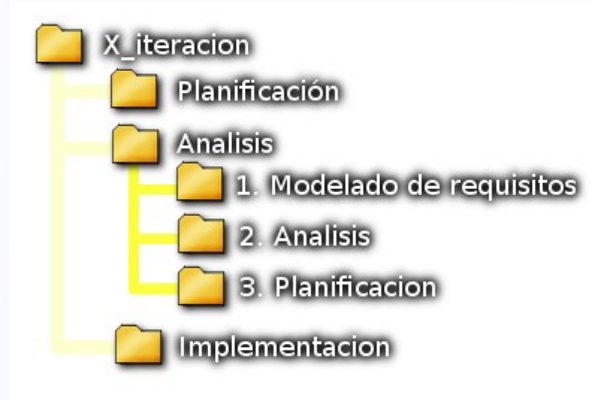 X_iteracion
Planificación
Analisis
1. Modelado de requisitos
2. Analisis
3. Planificacion
Implementacion